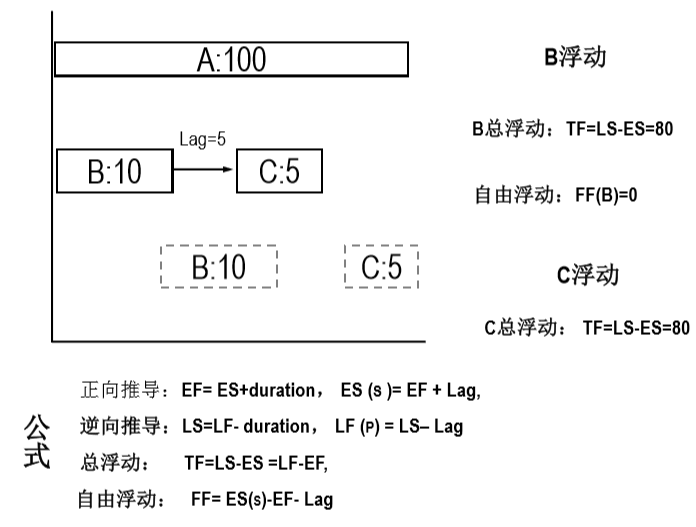 A:100
B浮动
Lag=5
B总浮动：TF=LS-ES=80
B:10
C:5
自由浮动：FF(B)=0
B:10
C:5
C浮动
C总浮动： TF=LS-ES=80
公式
正向推导：EF= ES+duration， ES (s )= EF + Lag,
逆向推导：LS=LF- duration， LF (P) = LS– Lag
总浮动： TF=LS-ES =LF-EF,
自由浮动： FF= ES(s)-EF- Lag